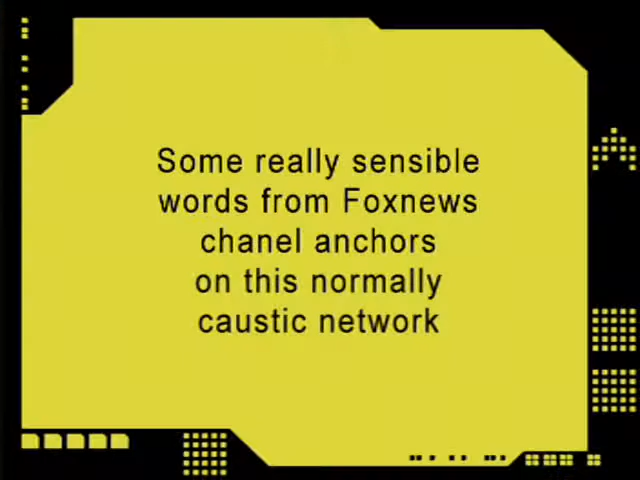 Some really sensible
words from Foxnews
chanel anchors
on this normally
caustic network